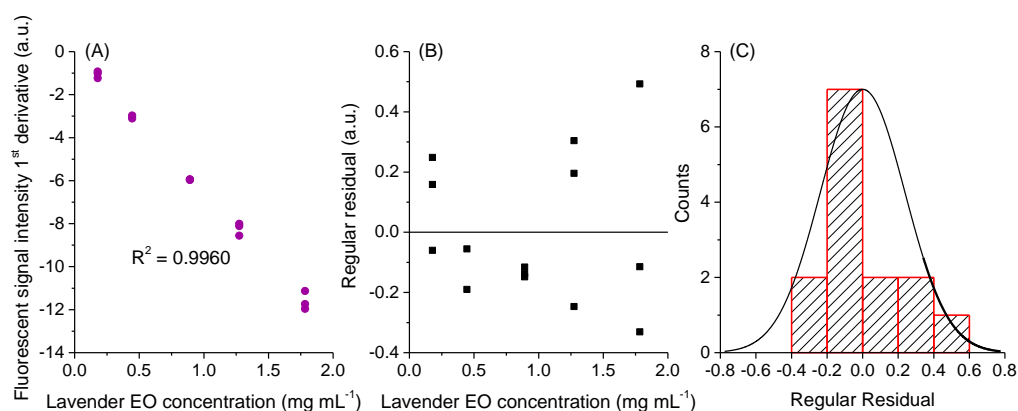 (A)
Fluorescent signal intensity 1st derivative (a.u.)
0
-2
-4
-6
-8
-10
-12
-14
R2 = 0.9960
0.0 0.5 1.0 1.5 2.0
Lavender EO concentration (mg mL-1)
(B)
Regular residual (a.u.)
0.6
0.4
0.2
0.0
-0.2
-0.4
0.0 0.5 1.0 1.5 2.0
Lavender EO concentration (mg mL-1)
(C)
Counts
8
6
4
2
0
-0.8 -0.6 -0.4 -0.2 -0.0 0.2 0.4 0.6 0.8
Regular Residual